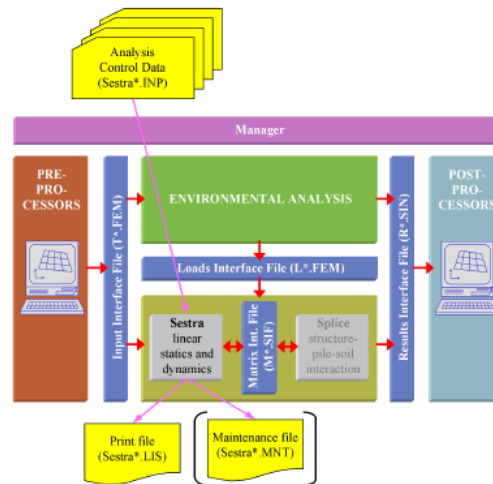 Analysis
Control Data
(Sestra*.INP)
Manager
PRE-
PRO-
CESSORS
Input Interface File (T*.FEM)
ENVIRONMENTAL ANALYSIS
Loads Interface File (L*.FEM)
Sestra
linear
statics and
dynamics
Matrix Int. File
(M*.SIF)
Splice
structure-
pile-soil
interaction
Results Interface File (R*.SIN)
POST-
PRO-
CESSORS
Print file
(Sestra*.LIS)
Maintenance file
(Sestra*.MNT)